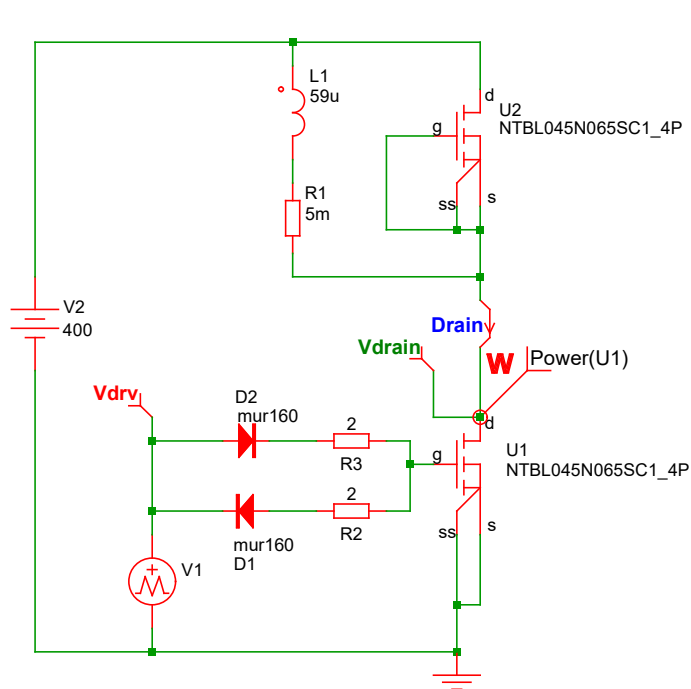 L1
59u
d
U2
NTBL045N065SC1_4P
g
R1
5m
ss
s
V2
400
Drain
Vdrain
W
Power(U1)
Vdrv
D2
mur160
2
R3
d
g
U1
NTBL045N065SC1_4P
2
R2
mur160
D1
ss
s
V1